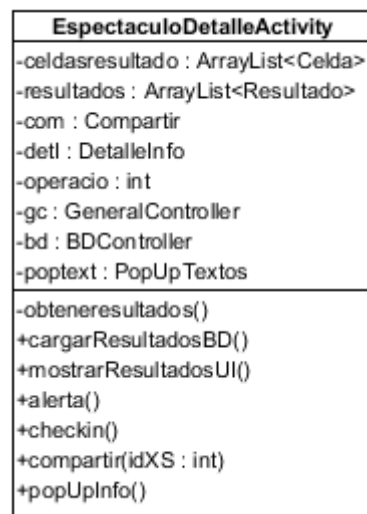 EspectaculoDetalleActivity
-celdasresultado : ArrayList<Celda>
-resultados : ArrayList<Resultado>
-com : Compartir
-detl : DetalleInfo
-operacio : int
-gc : GeneralController
-bd : BDController
-poptext : PopUpTextos
-obteneresultados()
+cargarResultadosBD()
+mostrarResultadosUI()
+alerta()
+checkin()
+compartir(idXS : int)
+popUpInfo()